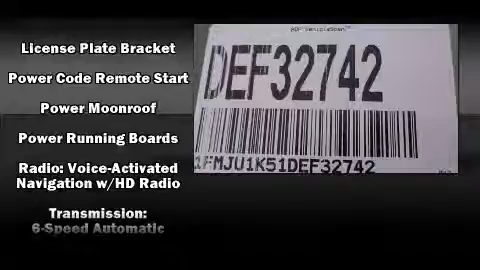 License Plate Bracket
Power Code Remote Start
Power Moonroof
Power Running Boards
Radio: Voice-Activated
Navigation w/HD Radio
Transmission:
6-Speed Automatic
DEF32742
1FMJU1K51DEF32742